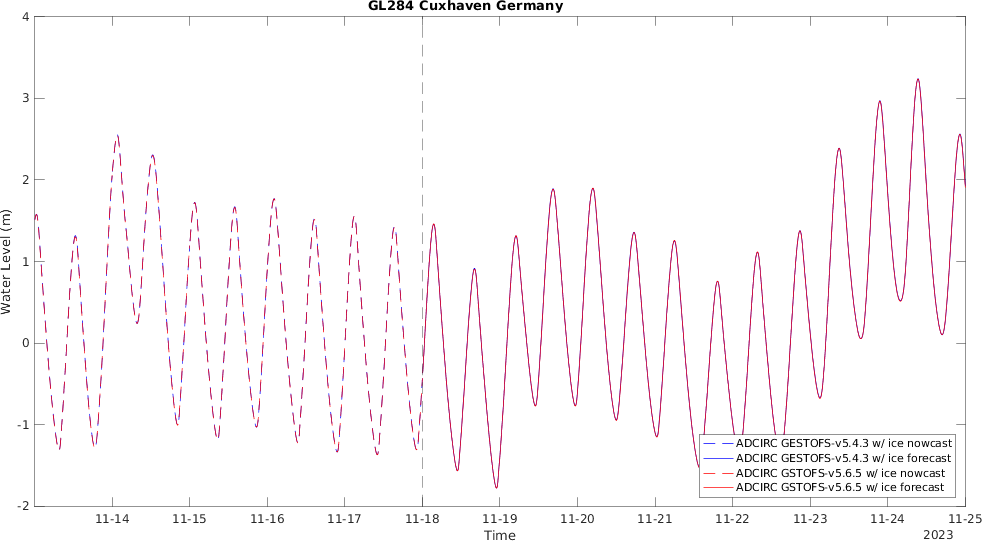 GL284 Cuxhaven Germany
4
3
2
1
0
-1
-2
Water Level (m)
ADCIRC GESTOFS-v5.4.3 w/ ice nowcast
ADCIRC GESTOFS-v5.4.3 w/ ice forecast
ADCIRC GSTOFS-v5.6.5 w/ ice nowcast
ADCIRC GSTOFS-v5.6.5 w/ ice forecast
11-14 11-15 11-16 11-17 11-18 11-19 11-20 11-21 11-22 11-23 11-24 11-25
Time
2023